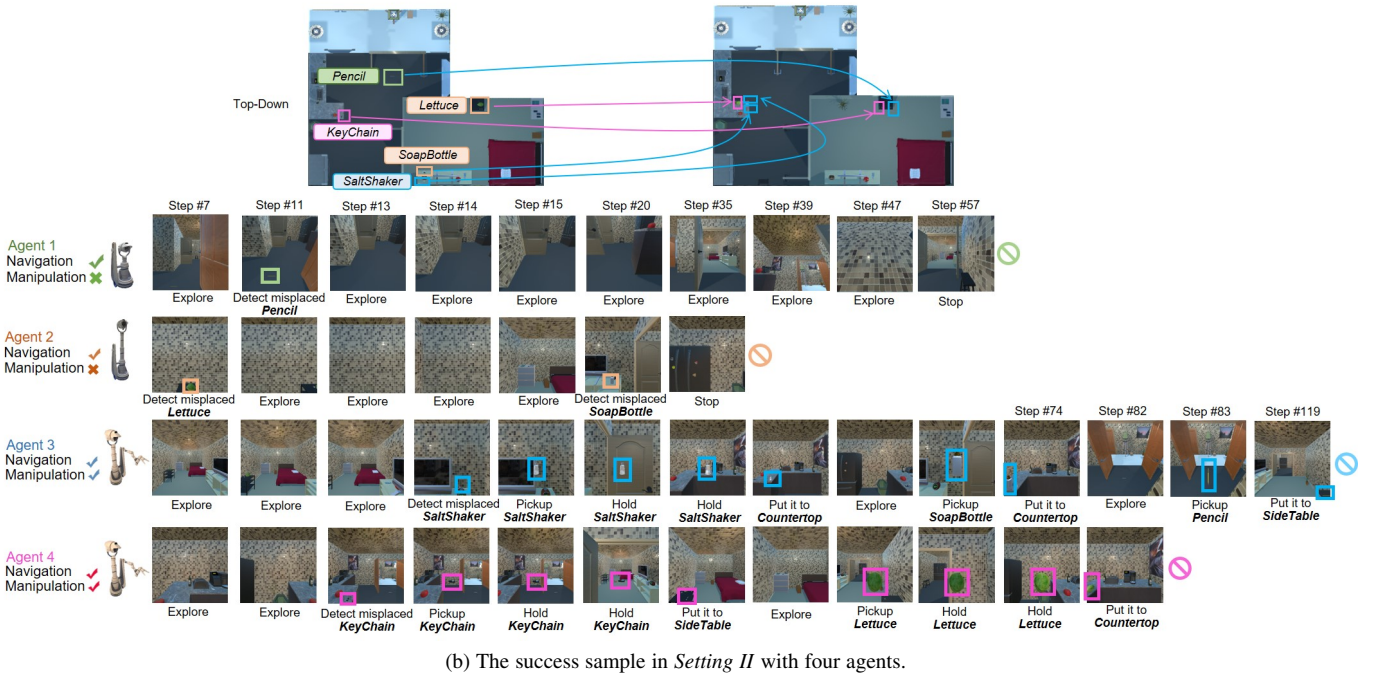 Top-Down
Pencil
Lettuce
KeyChain
SoapBottle
SaltShaker
Step #7 Step #11 Step #13 Step #14 Step #15 Step #20 Step #35 Step #39 Step #47 Step #57
Agent 1
Navigation
Manipulation
Explore Detect misplaced Explore Explore Explore Explore Explore Explore Explore Stop
Pencil
Agent 2
Navigation
Manipulation
Detect misplaced Explore Explore Explore Explore Detect misplaced Stop
Lettuce SoapBottle
Step #74 Step #82 Step #83 Step #119
Agent 3
Navigation
Manipulation
Explore Explore Explore Detect misplaced Pickup Hold Hold Put it to Explore Pickup Put it to Explore Pickup Put it to
SaltShaker SaltShaker SaltShaker SaltShaker Countertop SoapBottle Countertop Pencil SideTable
Agent 4
Navigation
Manipulation
Explore Explore Detect misplaced Pickup Hold Hold Put it to Explore Pickup Hold Hold Put it to
KeyChain KeyChain KeyChain KeyChain SideTable Lettuce Lettuce Lettuce Countertop
(b) The success sample in Setting II with four agents.